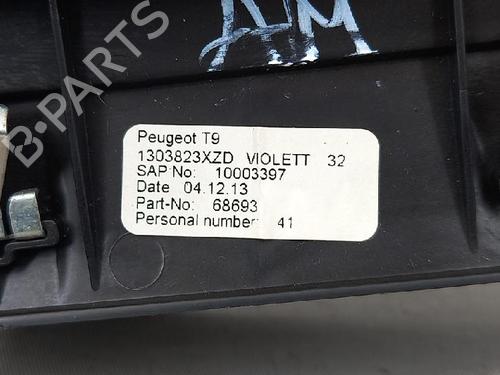 B-PARTS
Peugeot T9
1303823XZD VIOLETT 32
SAP No: 10003397
Date 04.12.13
Part-No: 68693
Personal number: 41